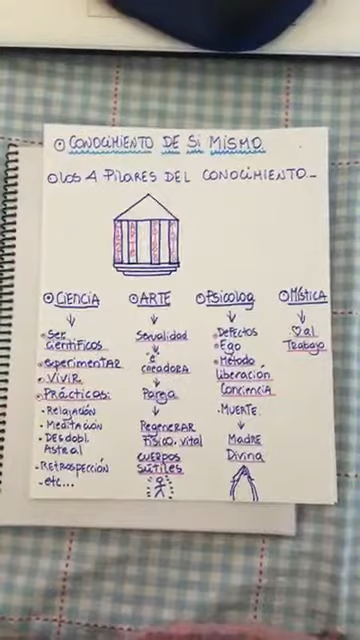 CONOCIMIENTO DE SI MISMO
LOS 4 PILARES DEL CONOCIMIENTO
CIENCIA
Ser
científicos
experimentar
Vivir
Prácticos:
- Relajación
- Meditación
- Desdobl.
Astral
- Retrospección
- etc...
ARTE
Sexualidad
creadora
Pareja
Regenerar
Físico, vital
cuerpos
sutiles
Psicolog
Defectos
Ego
Método
liberación
Conciencia
. MUERTE.
Madre
Divina
Mística
al
Trabajo